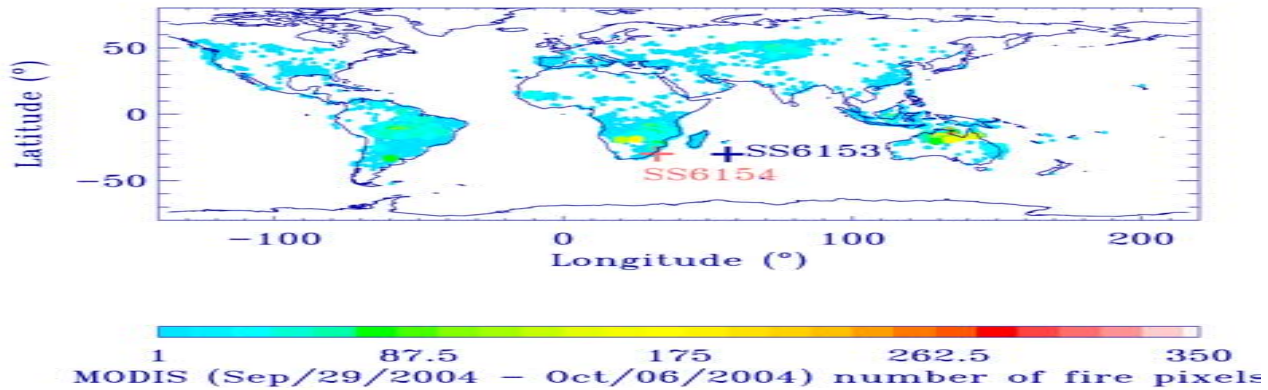 50
0
−50
Latitude (°)
SS6153
SS6154
−100 0 100 200
Longitude (°)
1 87.5 175 262.5 350
MODIS (Sep/29/2004 − Oct/06/2004) number of fire pixels